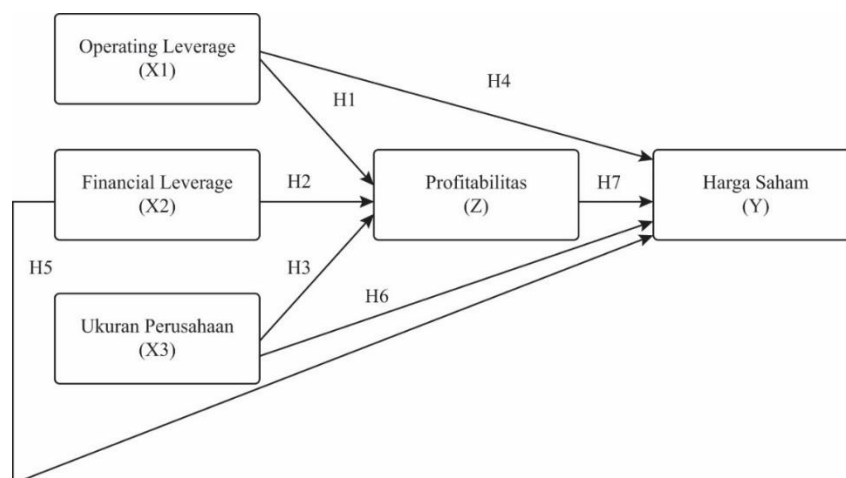 Operating Leverage
(X1)
H4
H1
Financial Leverage
(X2)
H2
Profitabilitas
(Z)
H7
Harga Saham
(Y)
H5
H3
H6
Ukuran Perusahaan
(X3)